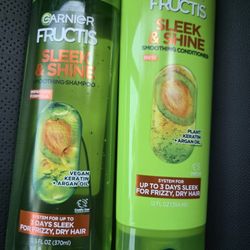 GARNIER
FRUCTIS
SLEEK
& SHINE
SMOOTHING SHAMPOO
VEGAN
KERATIN
+ ARGAN OIL
SYSTEM FOR UP
TO 3 DAYS SLEEK
FOR FRIZZY, DRY HAIR
FRUCTIS
SLEEK
& SHINE
SMOOTHING CONDITIONER
PLANT
KERATIN
+ ARGAN OIL
SYSTEM FOR
UP TO 3 DAYS SLEEK
FOR FRIZZY, DRY HAIR